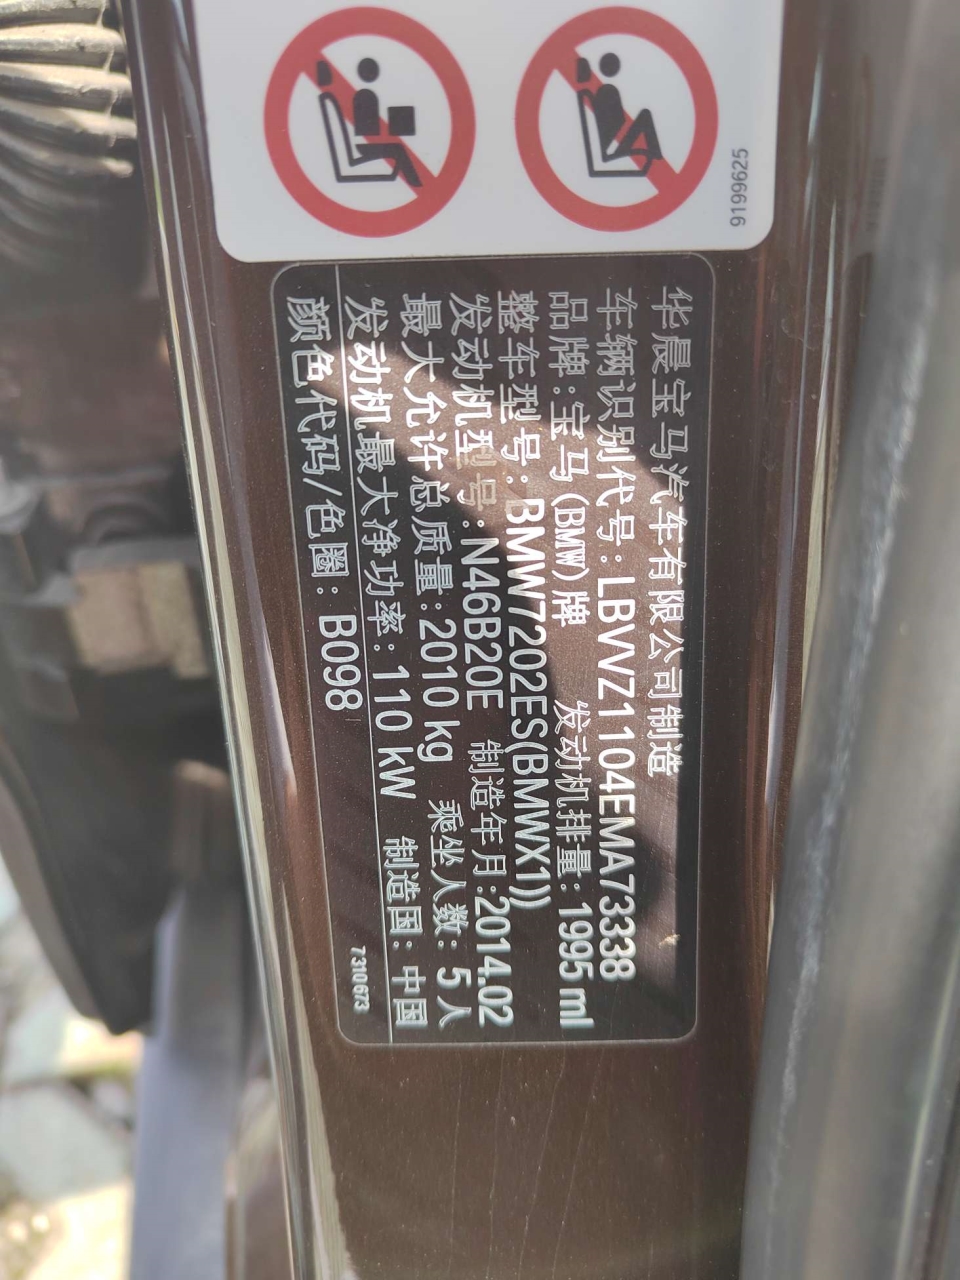 9199625
华晨宝马汽车有限公司制造
车辆识别代号:LBVVZ1104EMA73338
品牌:宝马(BMW)牌 发动机排量:1995 ml
整车型号:BMW7202ES(BMWX1))
发动机型号:N46B20E 制造年月:2014.02
最大允许总质量:2010 kg 乘坐人数:5人
发动机最大净功率:110 kW 制造国:中国
颜色代码/色圈:B098 7310673